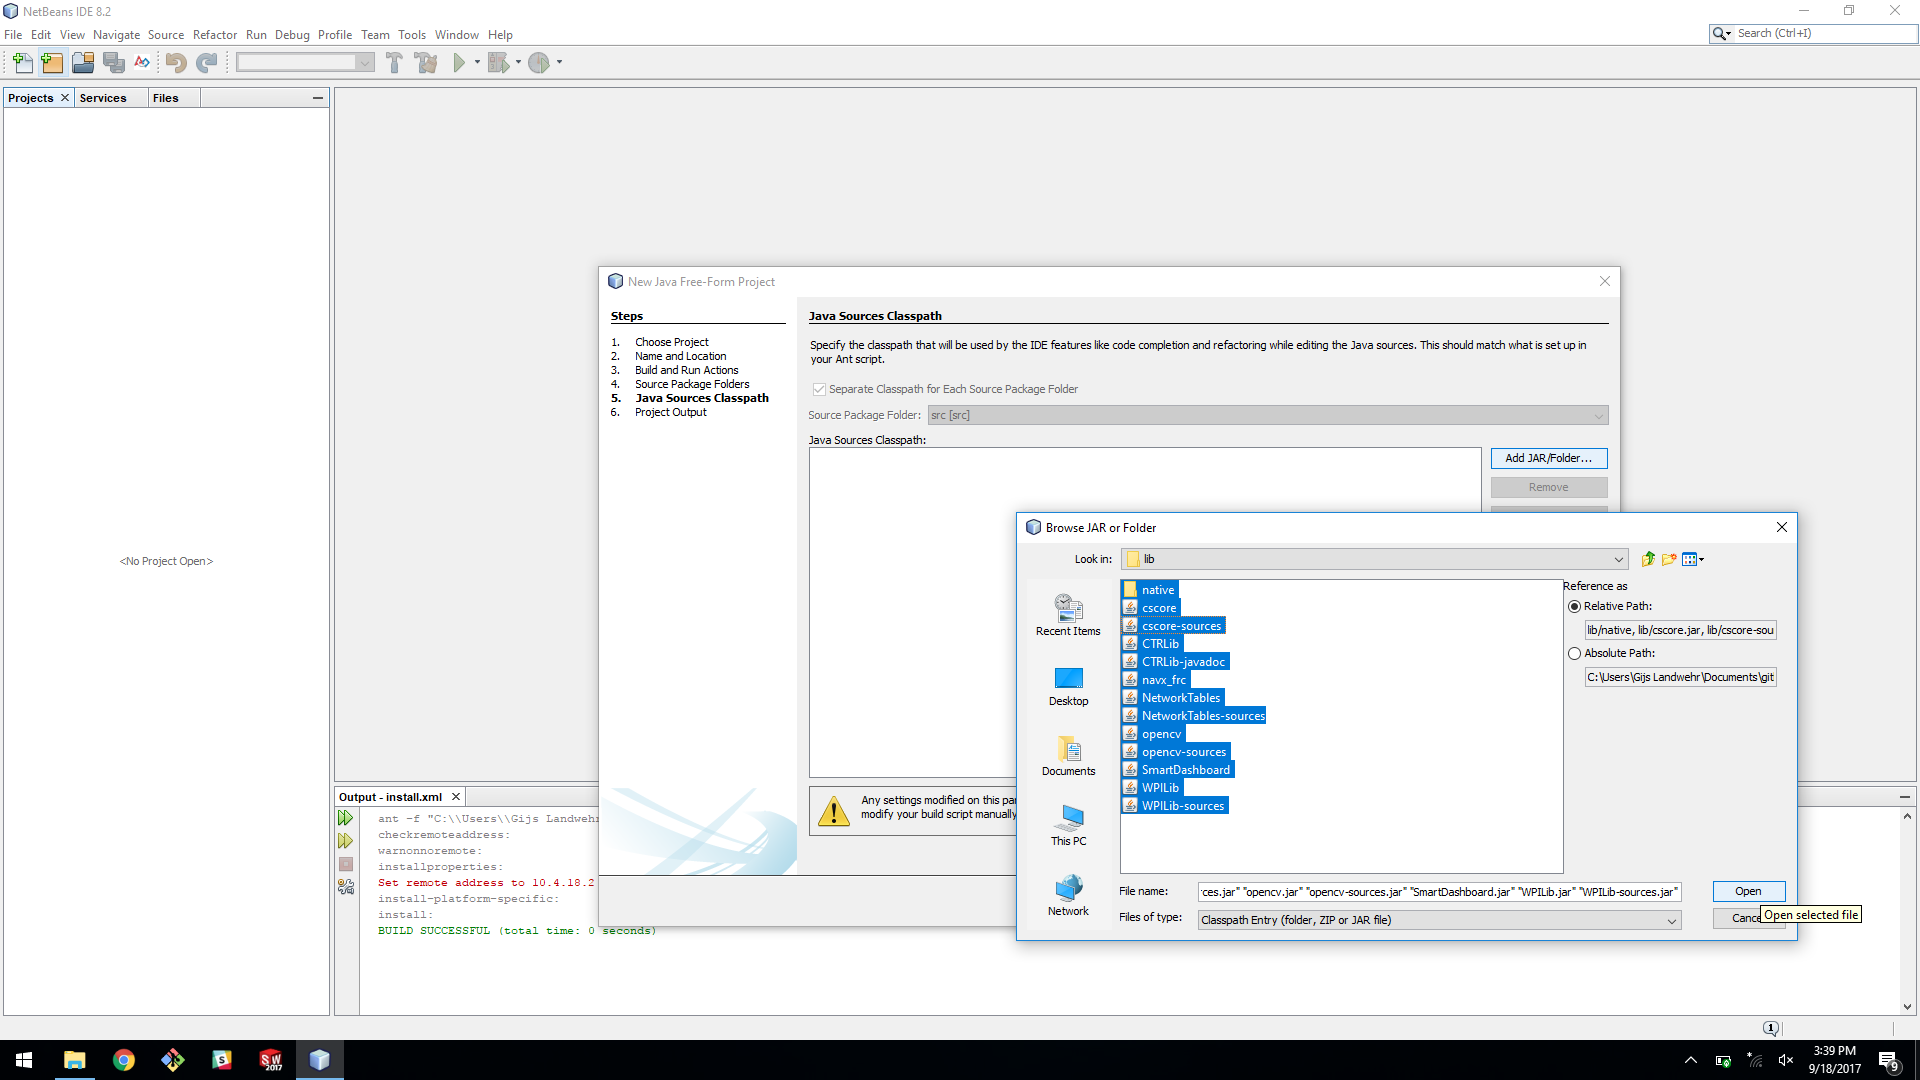 NetBeans IDE 8.2
File Edit View Navigate Source Refactor Run Debug Profile Team Tools Window Help
Search (Ctrl+I)
Projects Services Files
<No Project Open>
New Java Free-Form Project
Steps
1. Choose Project
2. Name and Location
3. Build and Run Actions
4. Source Package Folders
5. Java Sources Classpath
6. Project Output
Java Sources Classpath
Specify the classpath that will be used by the IDE features like code completion and refactoring while editing the Java sources. This should match what is set up in
your Ant script.
Separate Classpath for Each Source Package Folder
Source Package Folder: src [src]
Java Sources Classpath:
Add JAR/Folder...
Remove
Any settings modified on this pa
modify your build script manually
Browse JAR or Folder
Look in: lib
Recent Items
Desktop
Documents
This PC
Network
native
cscore
cscore-sources
CTRLib
CTRLib-javadoc
navx_frc
NetworkTables
NetworkTables-sources
opencv
opencv-sources
SmartDashboard
WPILib
WPILib-sources
Reference as
Relative Path:
lib/native, lib/cscore.jar, lib/cscore-sou
Absolute Path:
C:\Users\Gijs Landwehr\Documents\git
File name: ces.jar" "opencv.jar" "opencv-sources.jar" "SmartDashboard.jar" "WPILib.jar" "WPILib-sources.jar"
Open
Files of type: Classpath Entry (folder, ZIP or JAR file)
Cance
Open selected file
Output - install.xml
ant -f "C:\\Users\\Gijs Landwehr
checkremoteaddress:
warnonnoremote:
installproperties:
Set remote address to 10.4.18.2
install-platform-specific:
install:
BUILD SUCCESSFUL (total time: 0 seconds)
1
S
SW
2017
3:39 PM
9/18/2017
9